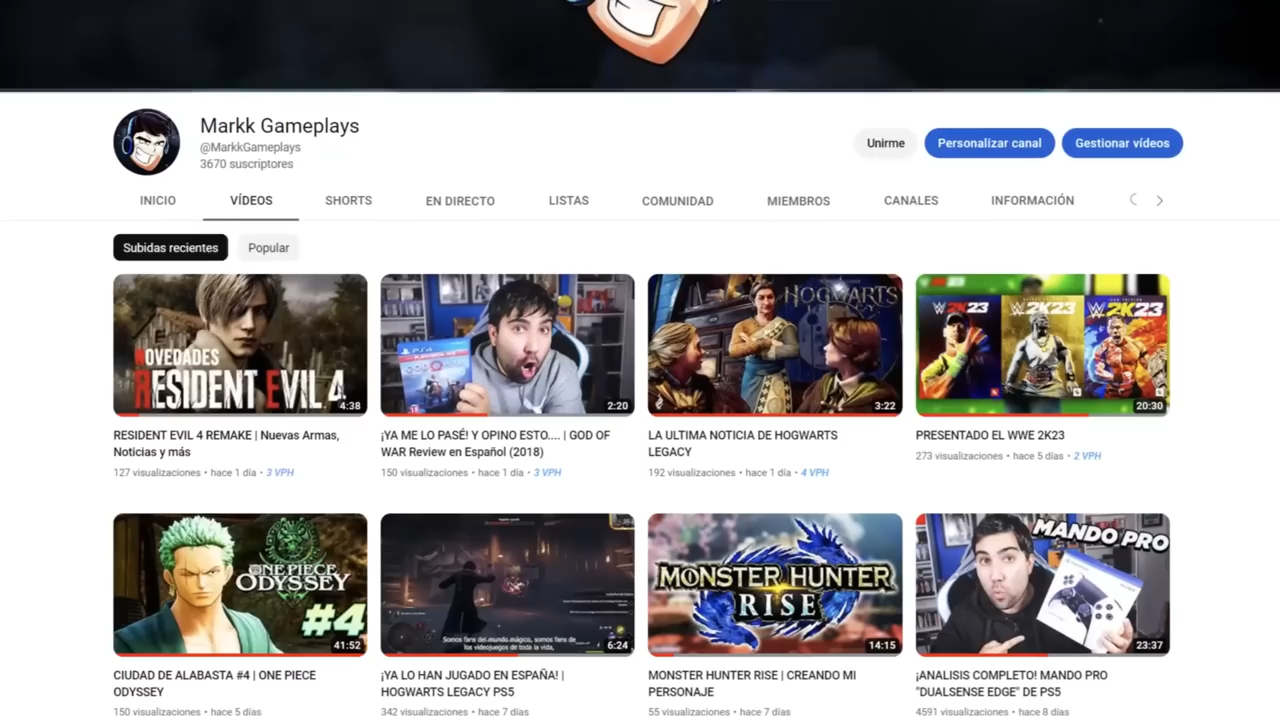 Markk Gameplays
@MarkkGameplays
3670 suscriptores
Unirme
Personalizar canal
Gestionar vídeos
INICIO
VÍDEOS
SHORTS
EN DIRECTO
LISTAS
COMUNIDAD
MIEMBROS
CANALES
INFORMACIÓN
Subidas recientes
Popular
NOVEDADES
RESIDENT EVIL 4
4:38
PS4
2:20
HOGWARTS
3:22
W 2K23
W 2K23
W 2K23
20:30
RESIDENT EVIL 4 REMAKE | Nuevas Armas,
Noticias y más
127 visualizaciones • hace 1 día • 3 VPH
¡YA ME LO PASÉ! Y OPINO ESTO.... | GOD OF
WAR Review en Español (2018)
150 visualizaciones • hace 1 día • 3 VPH
LA ULTIMA NOTICIA DE HOGWARTS
LEGACY
192 visualizaciones • hace 1 día • 4 VPH
PRESENTADO EL WWE 2K23
273 visualizaciones • hace 5 días • 2 VPH
ONE PIECE
ODYSSEY
#4
41:52
Somos fans del mundo mágico, somos fans de
los videojuegos de toda la vida,
6:24
MONSTER HUNTER
RISE
14:15
MANDO PRO
23:37
CIUDAD DE ALABASTA #4 | ONE PIECE
ODYSSEY
150 visualizaciones • hace 5 días
¡YA LO HAN JUGADO EN ESPAÑA! |
HOGWARTS LEGACY PS5
342 visualizaciones • hace 7 días
MONSTER HUNTER RISE | CREANDO MI
PERSONAJE
55 visualizaciones • hace 7 días
¡ANALISIS COMPLETO! MANDO PRO
"DUALSENSE EDGE" DE PS5
4591 visualizaciones • hace 8 días